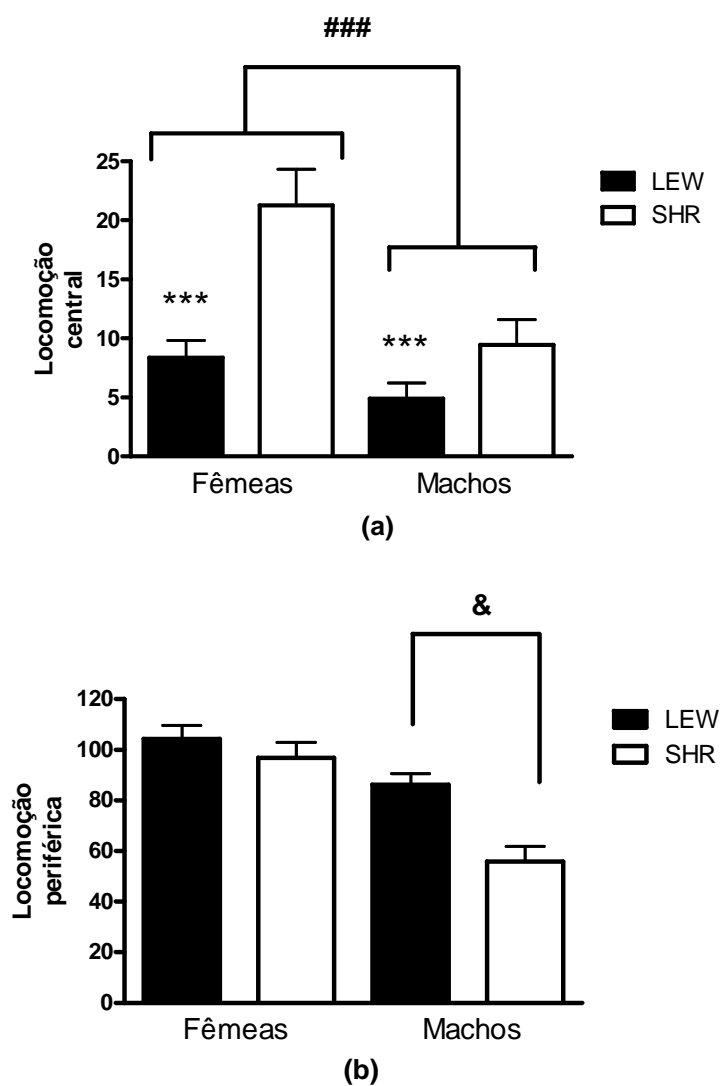 ###
25
20
15
10
5
0
Locomoção
central
***
***
LEW
SHR
Fêmeas
Machos
(a)
&
120
100
80
60
40
20
0
Locomoção
periférica
LEW
SHR
Fêmeas
Machos
(b)